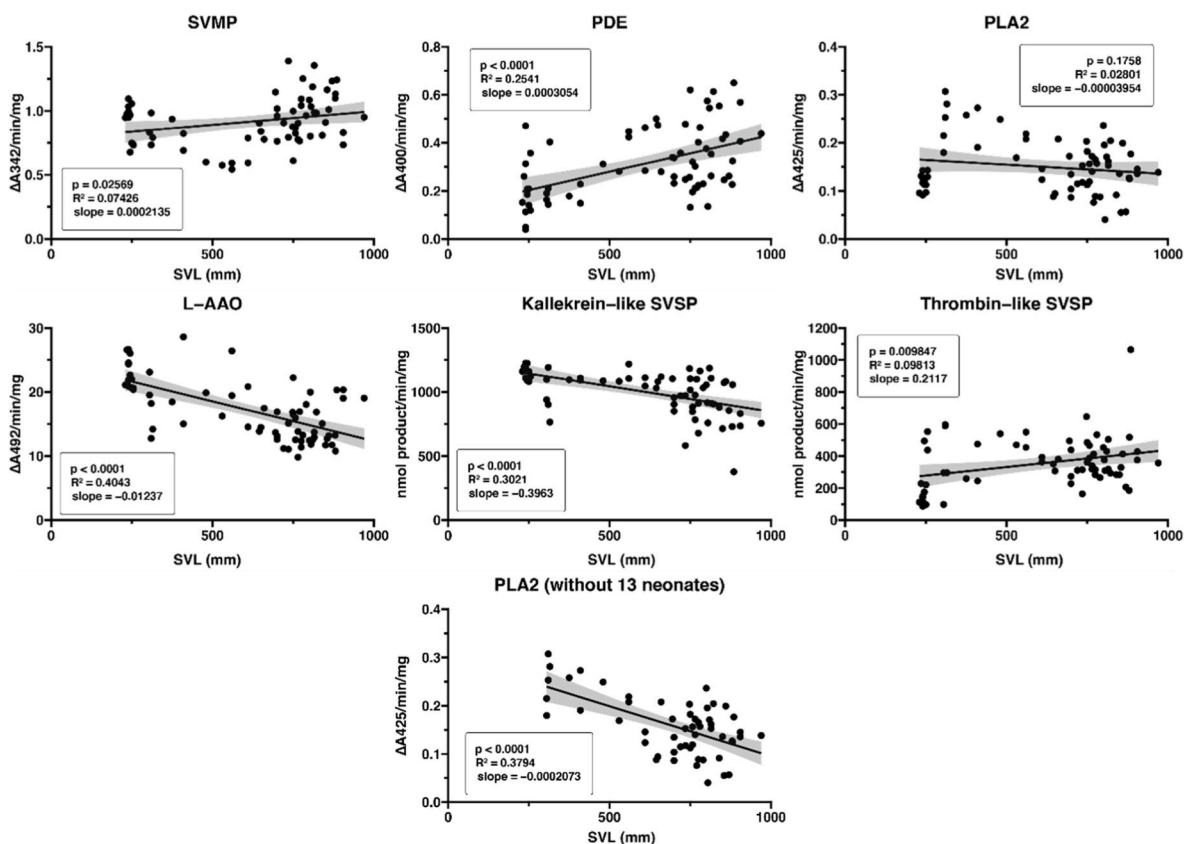 SVMP
ΔA342/min/mg
1.5
1.0
0.5
0.0
p = 0.02569
R² = 0.07426
slope = 0.0002135
0
500
1000
SVL (mm)
PDE
ΔA400/min/mg
0.8
0.6
0.4
0.2
0.0
p < 0.0001
R² = 0.2541
slope = 0.0003054
0
500
1000
SVL (mm)
PLA2
ΔA425/min/mg
0.4
0.3
0.2
0.1
0.0
p = 0.1758
R² = 0.02801
slope = −0.00003954
0
500
1000
SVL (mm)
L−AAO
ΔA492/min/mg
30
20
10
0
p < 0.0001
R² = 0.4043
slope = −0.01237
0
500
1000
SVL (mm)
Kallekrein−like SVSP
nmol product/min/mg
1500
1000
500
0
p < 0.0001
R² = 0.3021
slope = −0.3963
0
500
1000
SVL (mm)
Thrombin−like SVSP
nmol product/min/mg
1200
1000
800
600
400
200
0
p = 0.009847
R² = 0.09813
slope = 0.2117
0
500
1000
SVL (mm)
PLA2 (without 13 neonates)
ΔA425/min/mg
0.4
0.3
0.2
0.1
0.0
p < 0.0001
R² = 0.3794
slope = −0.0002073
0
500
1000
SVL (mm)